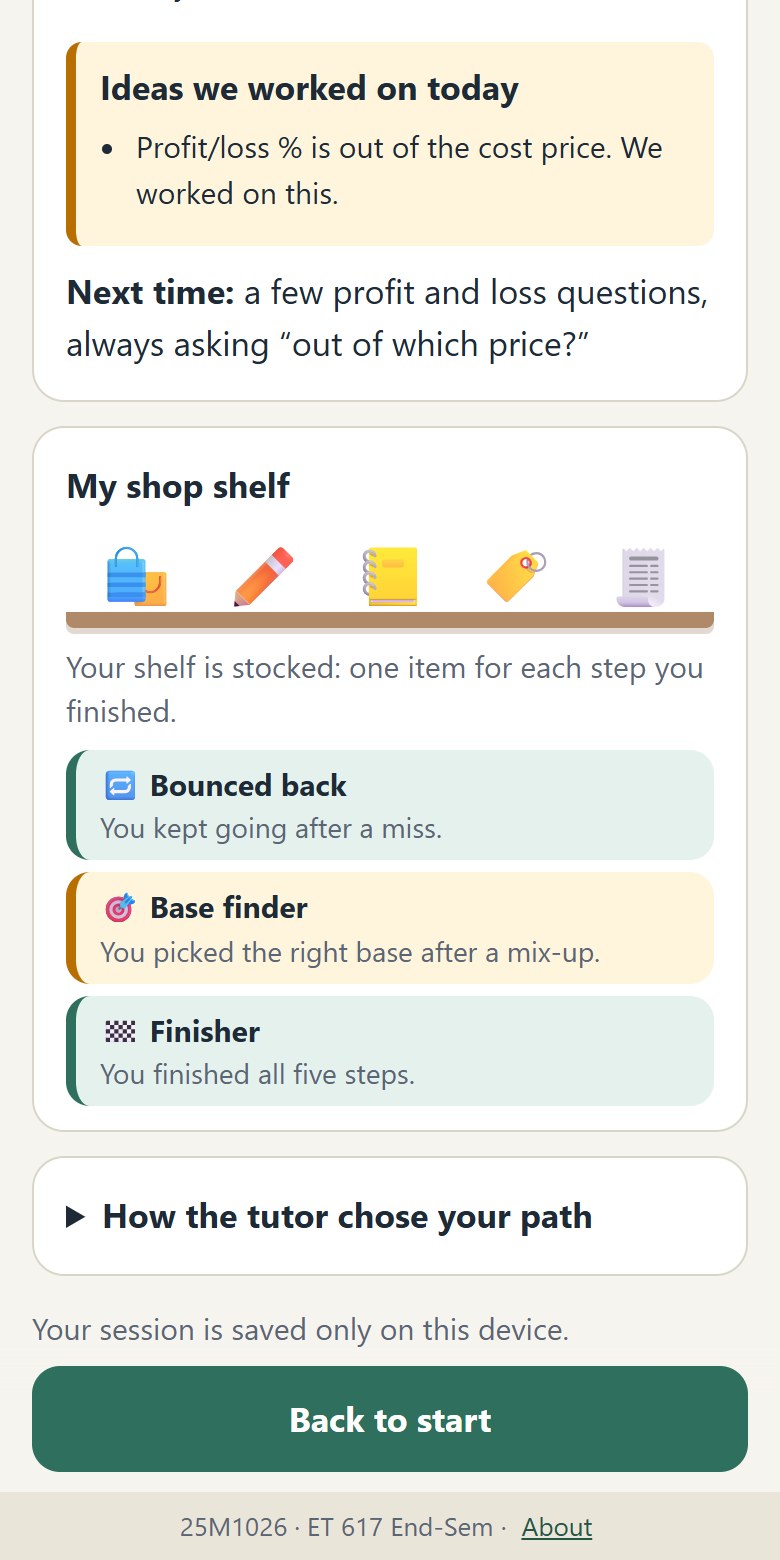 Ideas we worked on today
• Profit/loss % is out of the cost price. We
worked on this.
Next time: a few profit and loss questions,
always asking “out of which price?”
My shop shelf
Your shelf is stocked: one item for each step you
finished.
Bounced back
You kept going after a miss.
Base finder
You picked the right base after a mix-up.
Finisher
You finished all five steps.
How the tutor chose your path
Your session is saved only on this device.
Back to start
25M1026 · ET 617 End-Sem · About